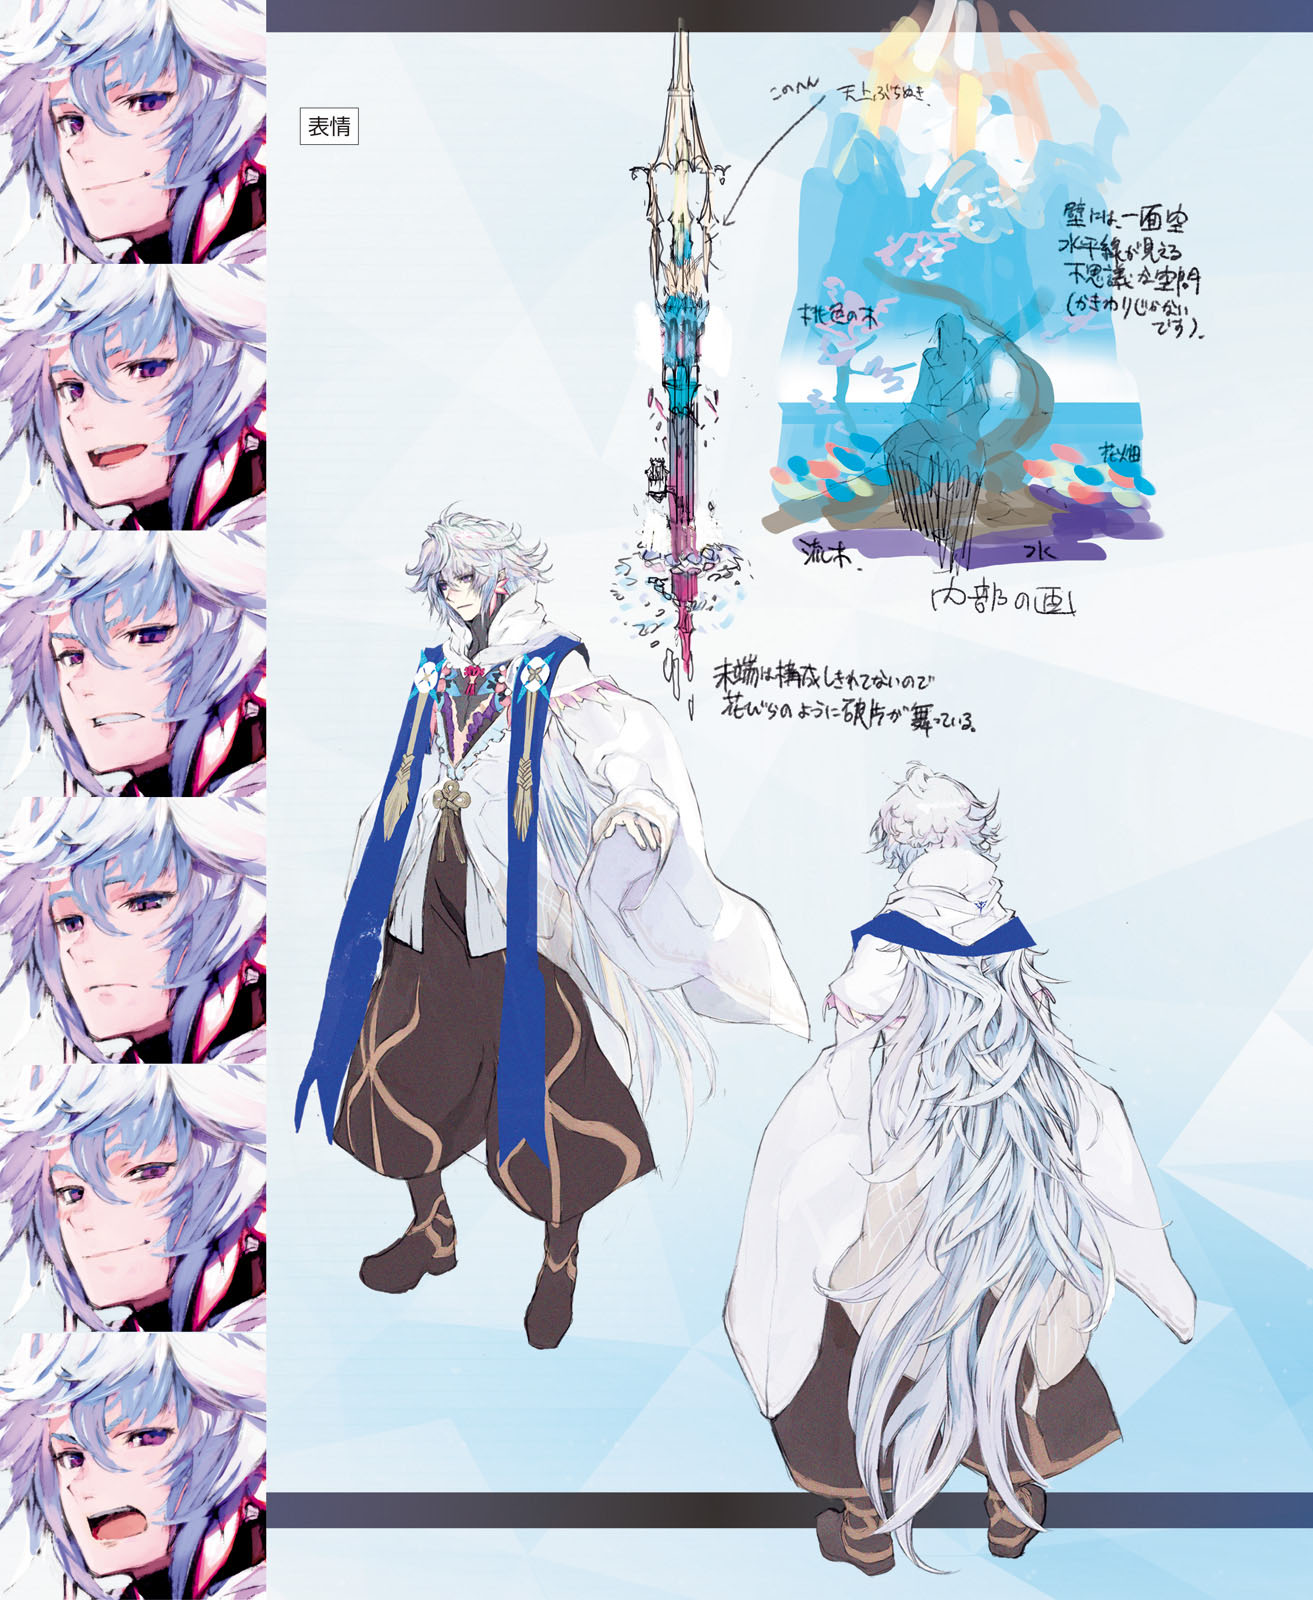 表情
このへん
天上ぶちぬき.
壁には、一面空
水平線が見える
不思議な空間
(かきわりじゃない
です).
桃色の木
花畑
流木.
水
内部の画
末端は構成しきれてないので
花びらのように破片が舞っている。